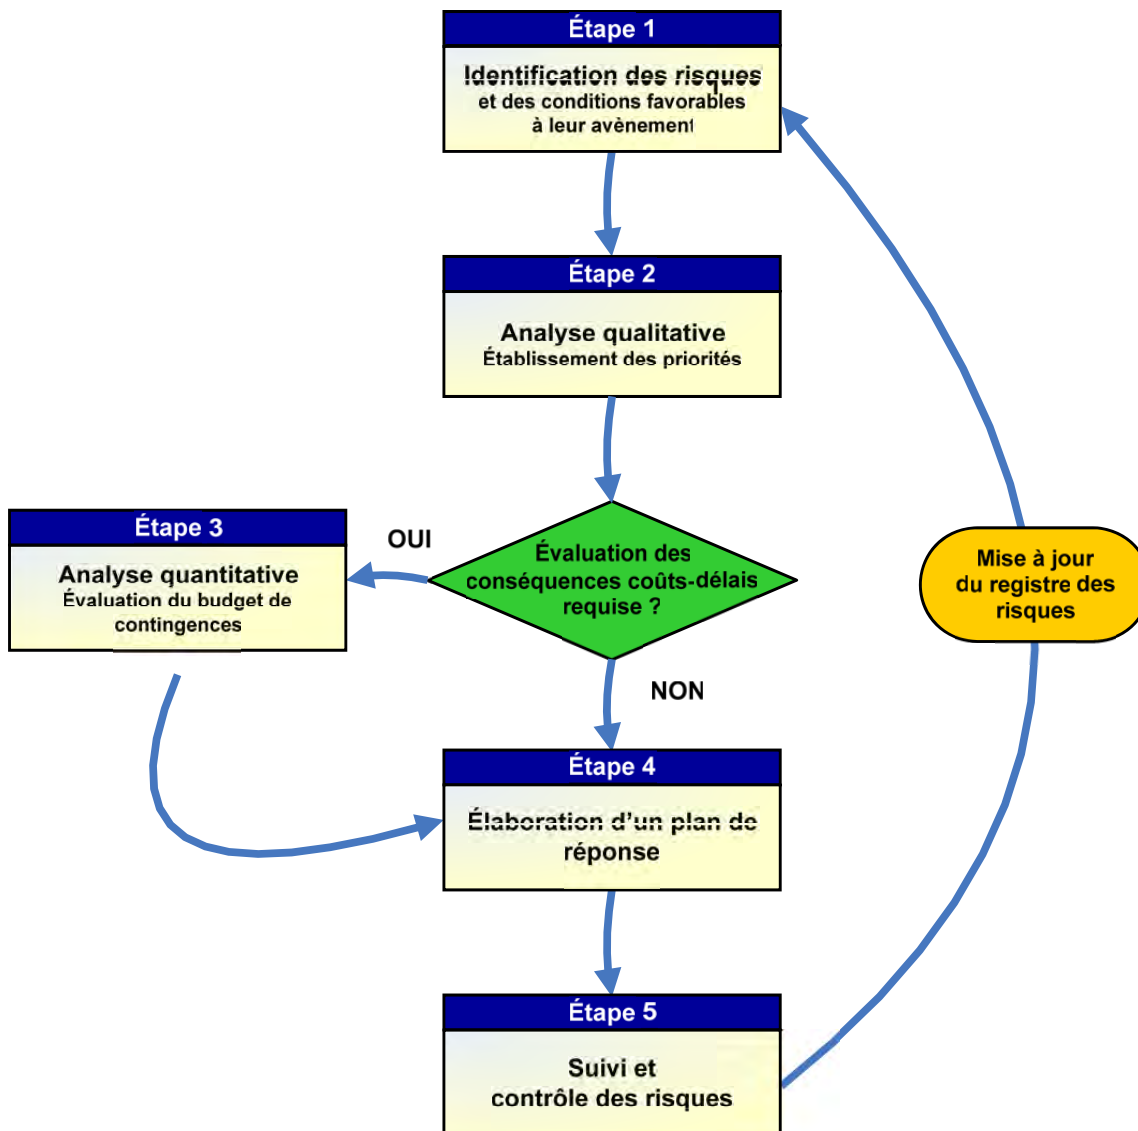 Étape 1
Identification des risques
et des conditions favorables
à leur avènement
Étape 2
Analyse qualitative
Établissement des priorités
Étape 3
Analyse quantitative
Évaluation du budget de
contingences
OUI
Évaluation des
conséquences coûts-délais
requise ?
NON
Mise à jour
du registre des
risques
Étape 4
Élaboration d’un plan de
réponse
Étape 5
Suivi et
contrôle des risques